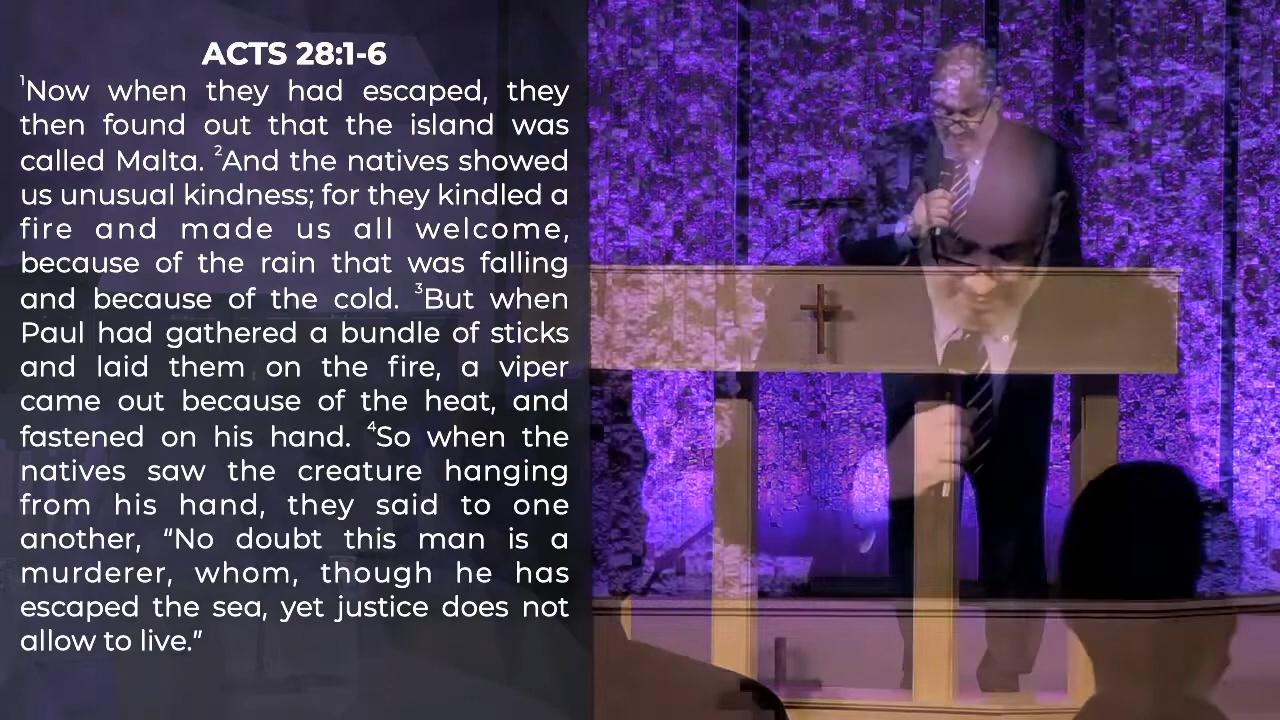 ACTS 28:1-6
¹Now when they had escaped, they
then found out that the island was
called Malta. ²And the natives showed
us unusual kindness; for they kindled a
fire and made us all welcome,
because of the rain that was falling
and because of the cold. ³But when
Paul had gathered a bundle of sticks
and laid them on the fire, a viper
came out because of the heat, and
fastened on his hand. ⁴So when the
natives saw the creature hanging
from his hand, they said to one
another, “No doubt this man is a
murderer, whom, though he has
escaped the sea, yet justice does not
allow to live.”